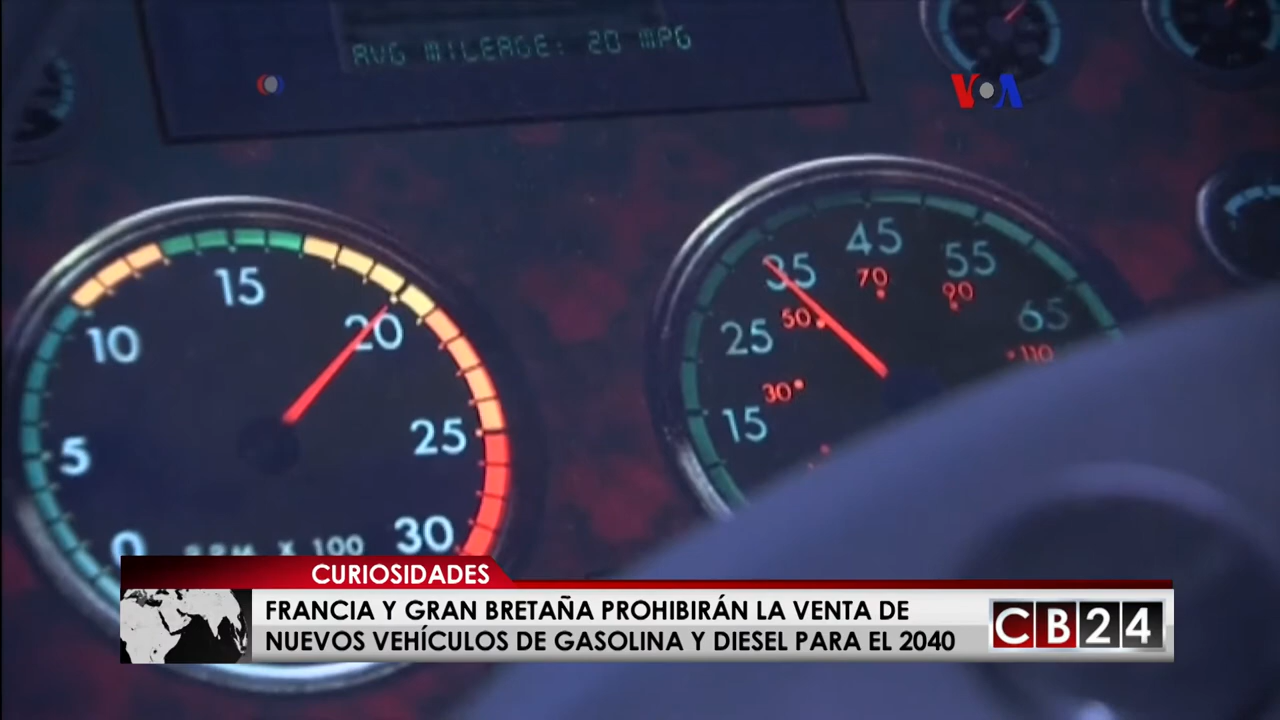 AVG MILEAGE: 20 MPG
VOA
0
5
10
15
20
25
30
RPM X 100
15
25
35
45
55
65
30
50
70
90
110
CURIOSIDADES
FRANCIA Y GRAN BRETAÑA PROHIBIRÁN LA VENTA DE
NUEVOS VEHÍCULOS DE GASOLINA Y DIESEL PARA EL 2040
CB24